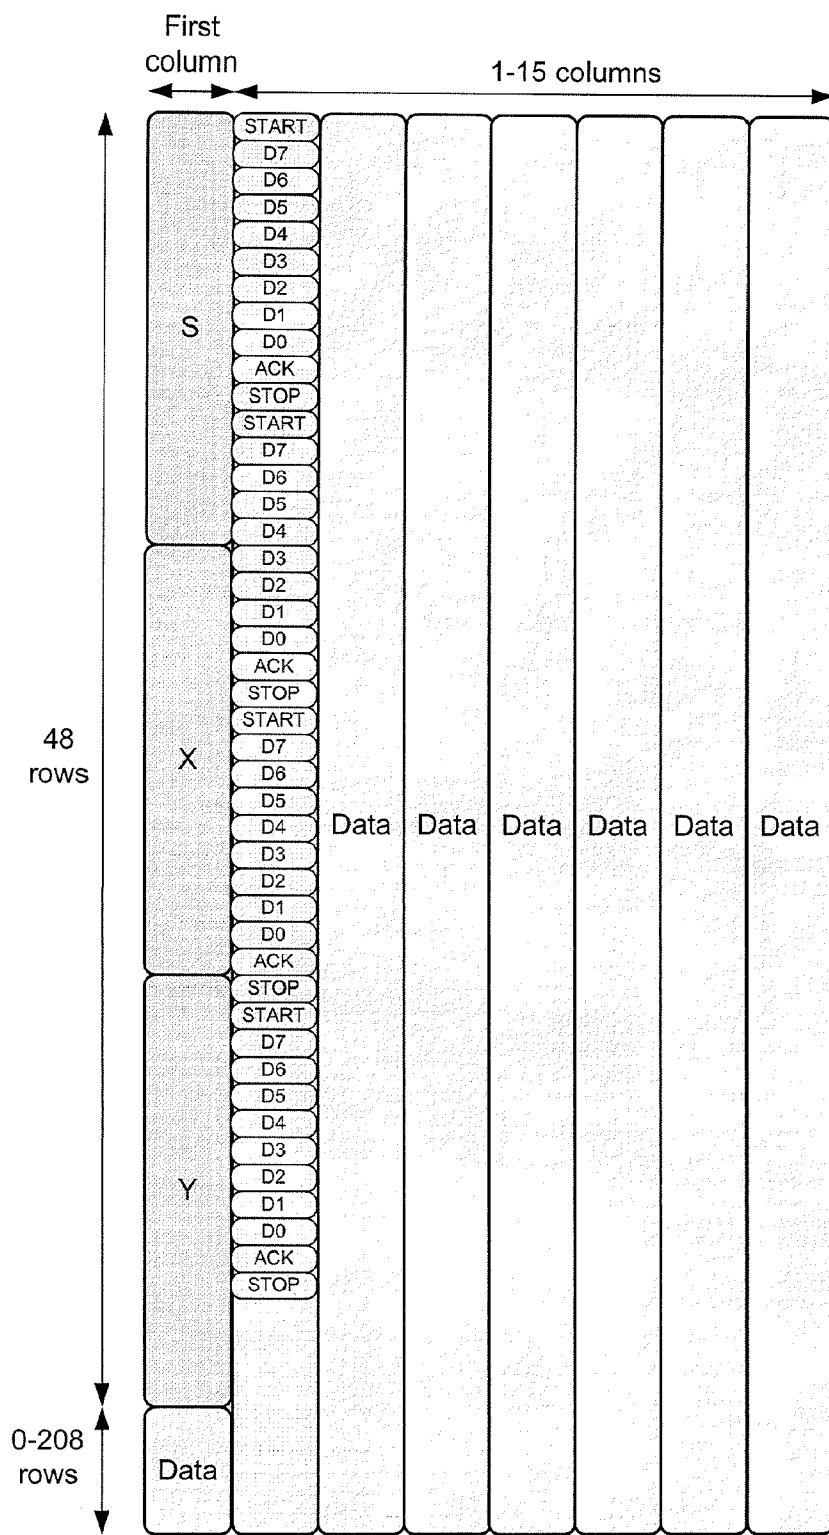 First
column
1-15 columns
START
D7
D6
D5
D4
D3
D2
D1
D0
ACK
STOP
START
D7
D6
D5
D4
D3
D2
D1
D0
ACK
STOP
START
D7
D6
D5
D4
D3
D2
D1
D0
ACK
STOP
START
D7
D6
D5
D4
D3
D2
D1
D0
ACK
STOP
S
X
Y
48
rows
Data Data Data Data Data Data
0-208
rows
Data